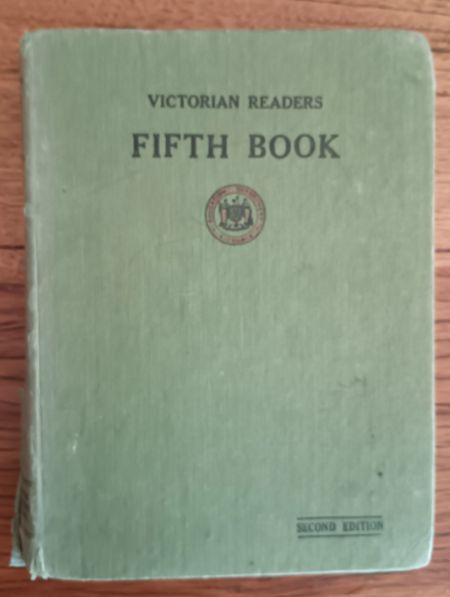 VICTORIAN READERS
FIFTH BOOK
SECOND EDITION